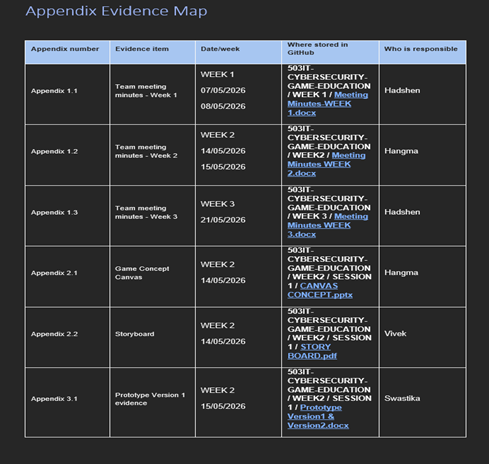 Appendix Evidence Map
Appendix number
Evidence item
Date/week
Where stored in
GitHub
Who is responsible
Appendix 1.1
Team meeting
minutes - Week 1
WEEK 1
07/05/2026
08/05/2026
503IT-
CYBERSECURITY-
GAME-EDUCATION
/ WEEK 1 / Meeting
Minutes-WEEK
1.docx
Hadshen
Appendix 1.2
Team meeting
minutes - Week 2
WEEK 2
14/05/2026
15/05/2026
503IT-
CYBERSECURITY-
GAME-EDUCATION
/ WEEK2 / Meeting
Minutes WEEK
2.docx
Hangma
Appendix 1.3
Team meeting
minutes - Week 3
WEEK 3
21/05/2026
503IT-
CYBERSECURITY-
GAME-EDUCATION
/ WEEK 3 / Meeting
Minutes WEEK
3.docx
Hadshen
Appendix 2.1
Game Concept
Canvas
WEEK 2
14/05/2026
503IT-
CYBERSECURITY-
GAME-EDUCATION
/ WEEK2 / SESSION
1 / CANVAS
CONCEPT.pptx
Hangma
Appendix 2.2
Storyboard
WEEK 2
14/05/2026
503IT-
CYBERSECURITY-
GAME-EDUCATION
/ WEEK2 / SESSION
1 / STORY
BOARD.pdf
Vivek
Appendix 3.1
Prototype Version 1
evidence
WEEK 2
15/05/2026
503IT-
CYBERSECURITY-
GAME-EDUCATION
/ WEEK2 / SESSION
1 / Prototype
Version1 &
Version2.docx
Swastika